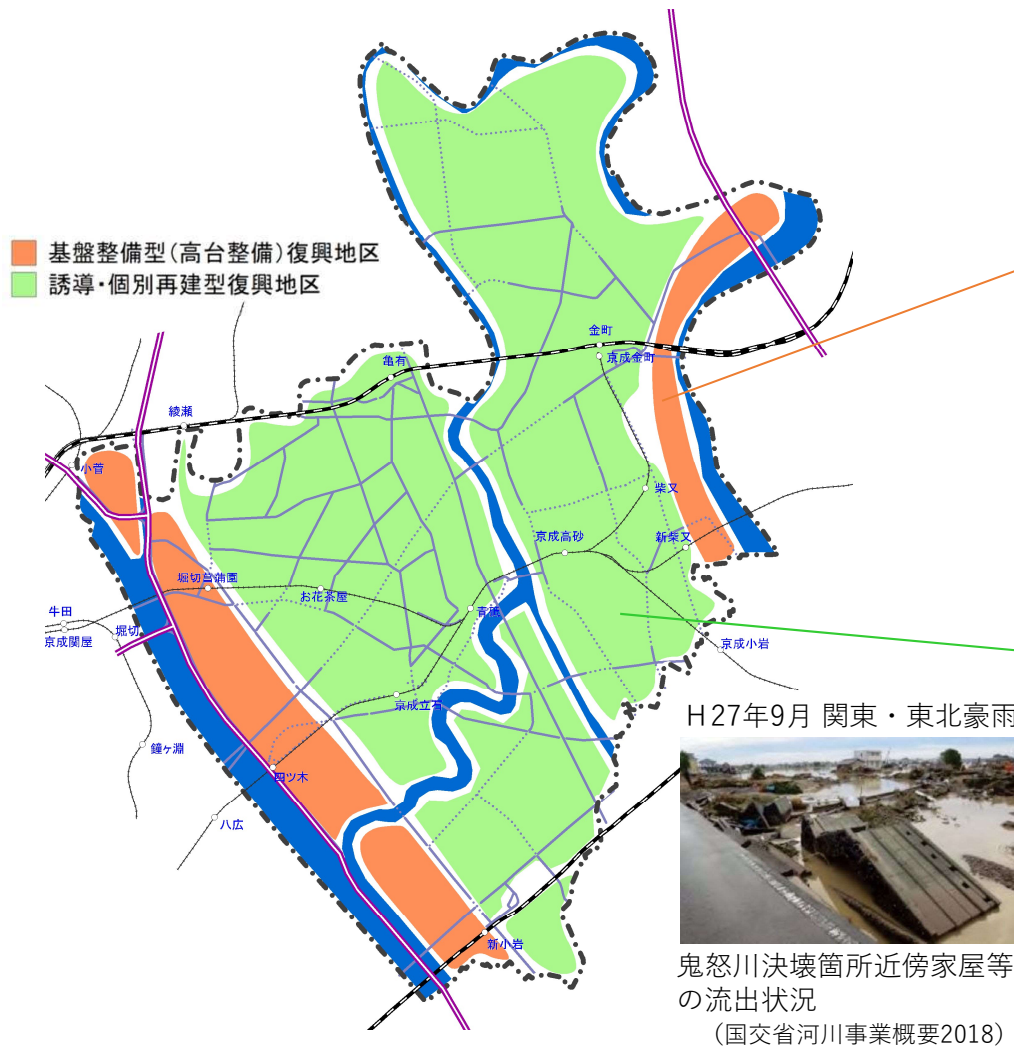 基盤整備型(高台整備)復興地区
誘導・個別再建型復興地区
金町
京成金町
亀有
綾瀬
小菅
柴又
京成高砂
新柴又
堀切菖蒲園
お花茶屋
青砥
牛田
京成関屋
堀切
京成小岩
京成立石
鐘ヶ淵
四ツ木
八広
新小岩
H27年9月 関東・東北豪雨
鬼怒川決壊箇所近傍家屋等
の流出状況
(国交省河川事業概要2018)